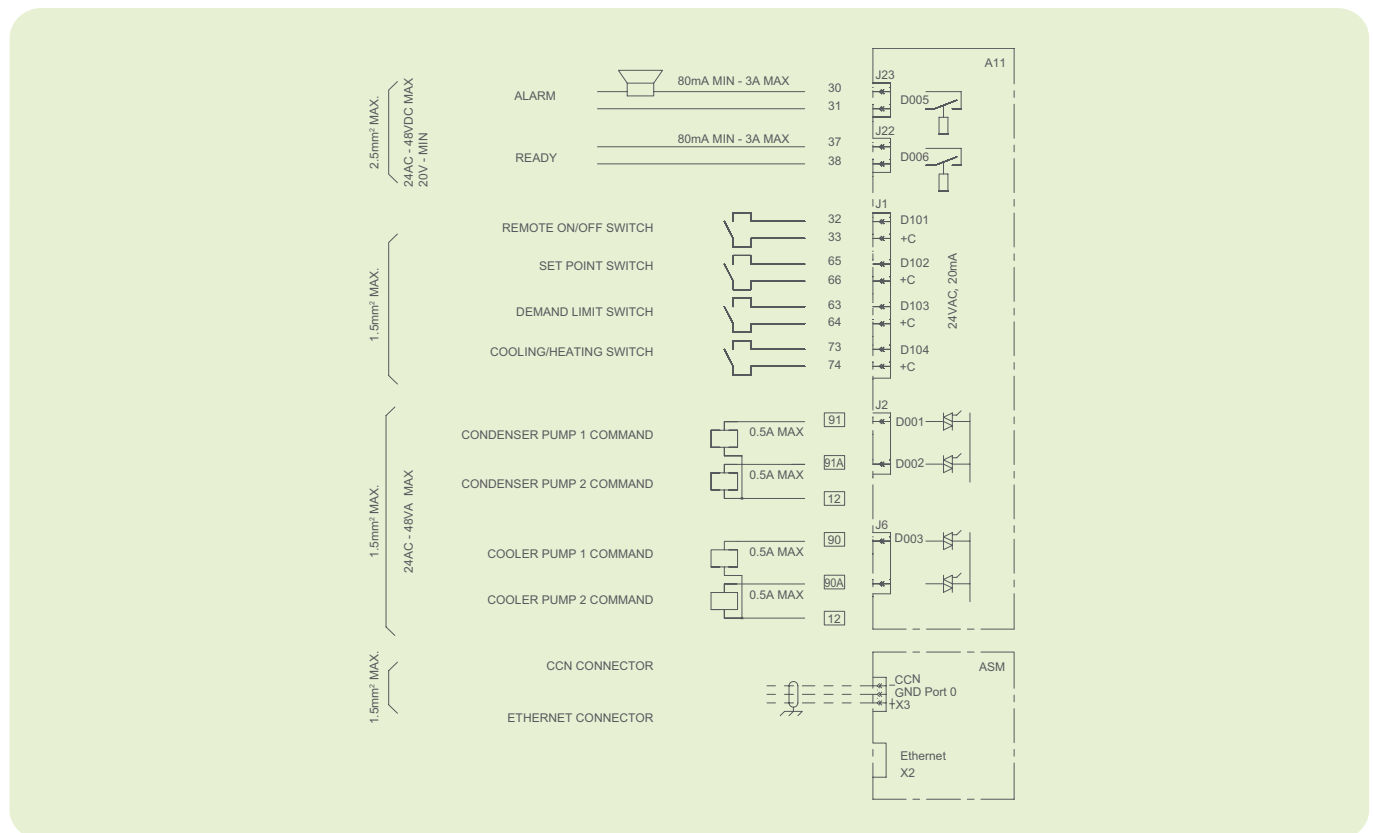 A11
J23
2.5mm² MAX.
24AC - 48VDC MAX
20V - MIN
ALARM
80mA MIN - 3A MAX
30
31
D005
J22
READY
80mA MIN - 3A MAX
37
38
D006
J1
1.5mm² MAX.
REMOTE ON/OFF SWITCH
32
33
D101
+C
SET POINT SWITCH
65
66
D102
+C
DEMAND LIMIT SWITCH
63
64
D103
+C
COOLING/HEATING SWITCH
73
74
D104
+C
24VAC, 20mA
J2
1.5mm² MAX.
24AC - 48VA MAX
CONDENSER PUMP 1 COMMAND
0.5A MAX
91
D001
CONDENSER PUMP 2 COMMAND
0.5A MAX
91A
D002
12
J6
COOLER PUMP 1 COMMAND
0.5A MAX
90
D003
COOLER PUMP 2 COMMAND
0.5A MAX
90A
12
1.5mm² MAX.
ASM
CCN CONNECTOR
CCN
GND Port 0
+X3
ETHERNET CONNECTOR
Ethernet
X2